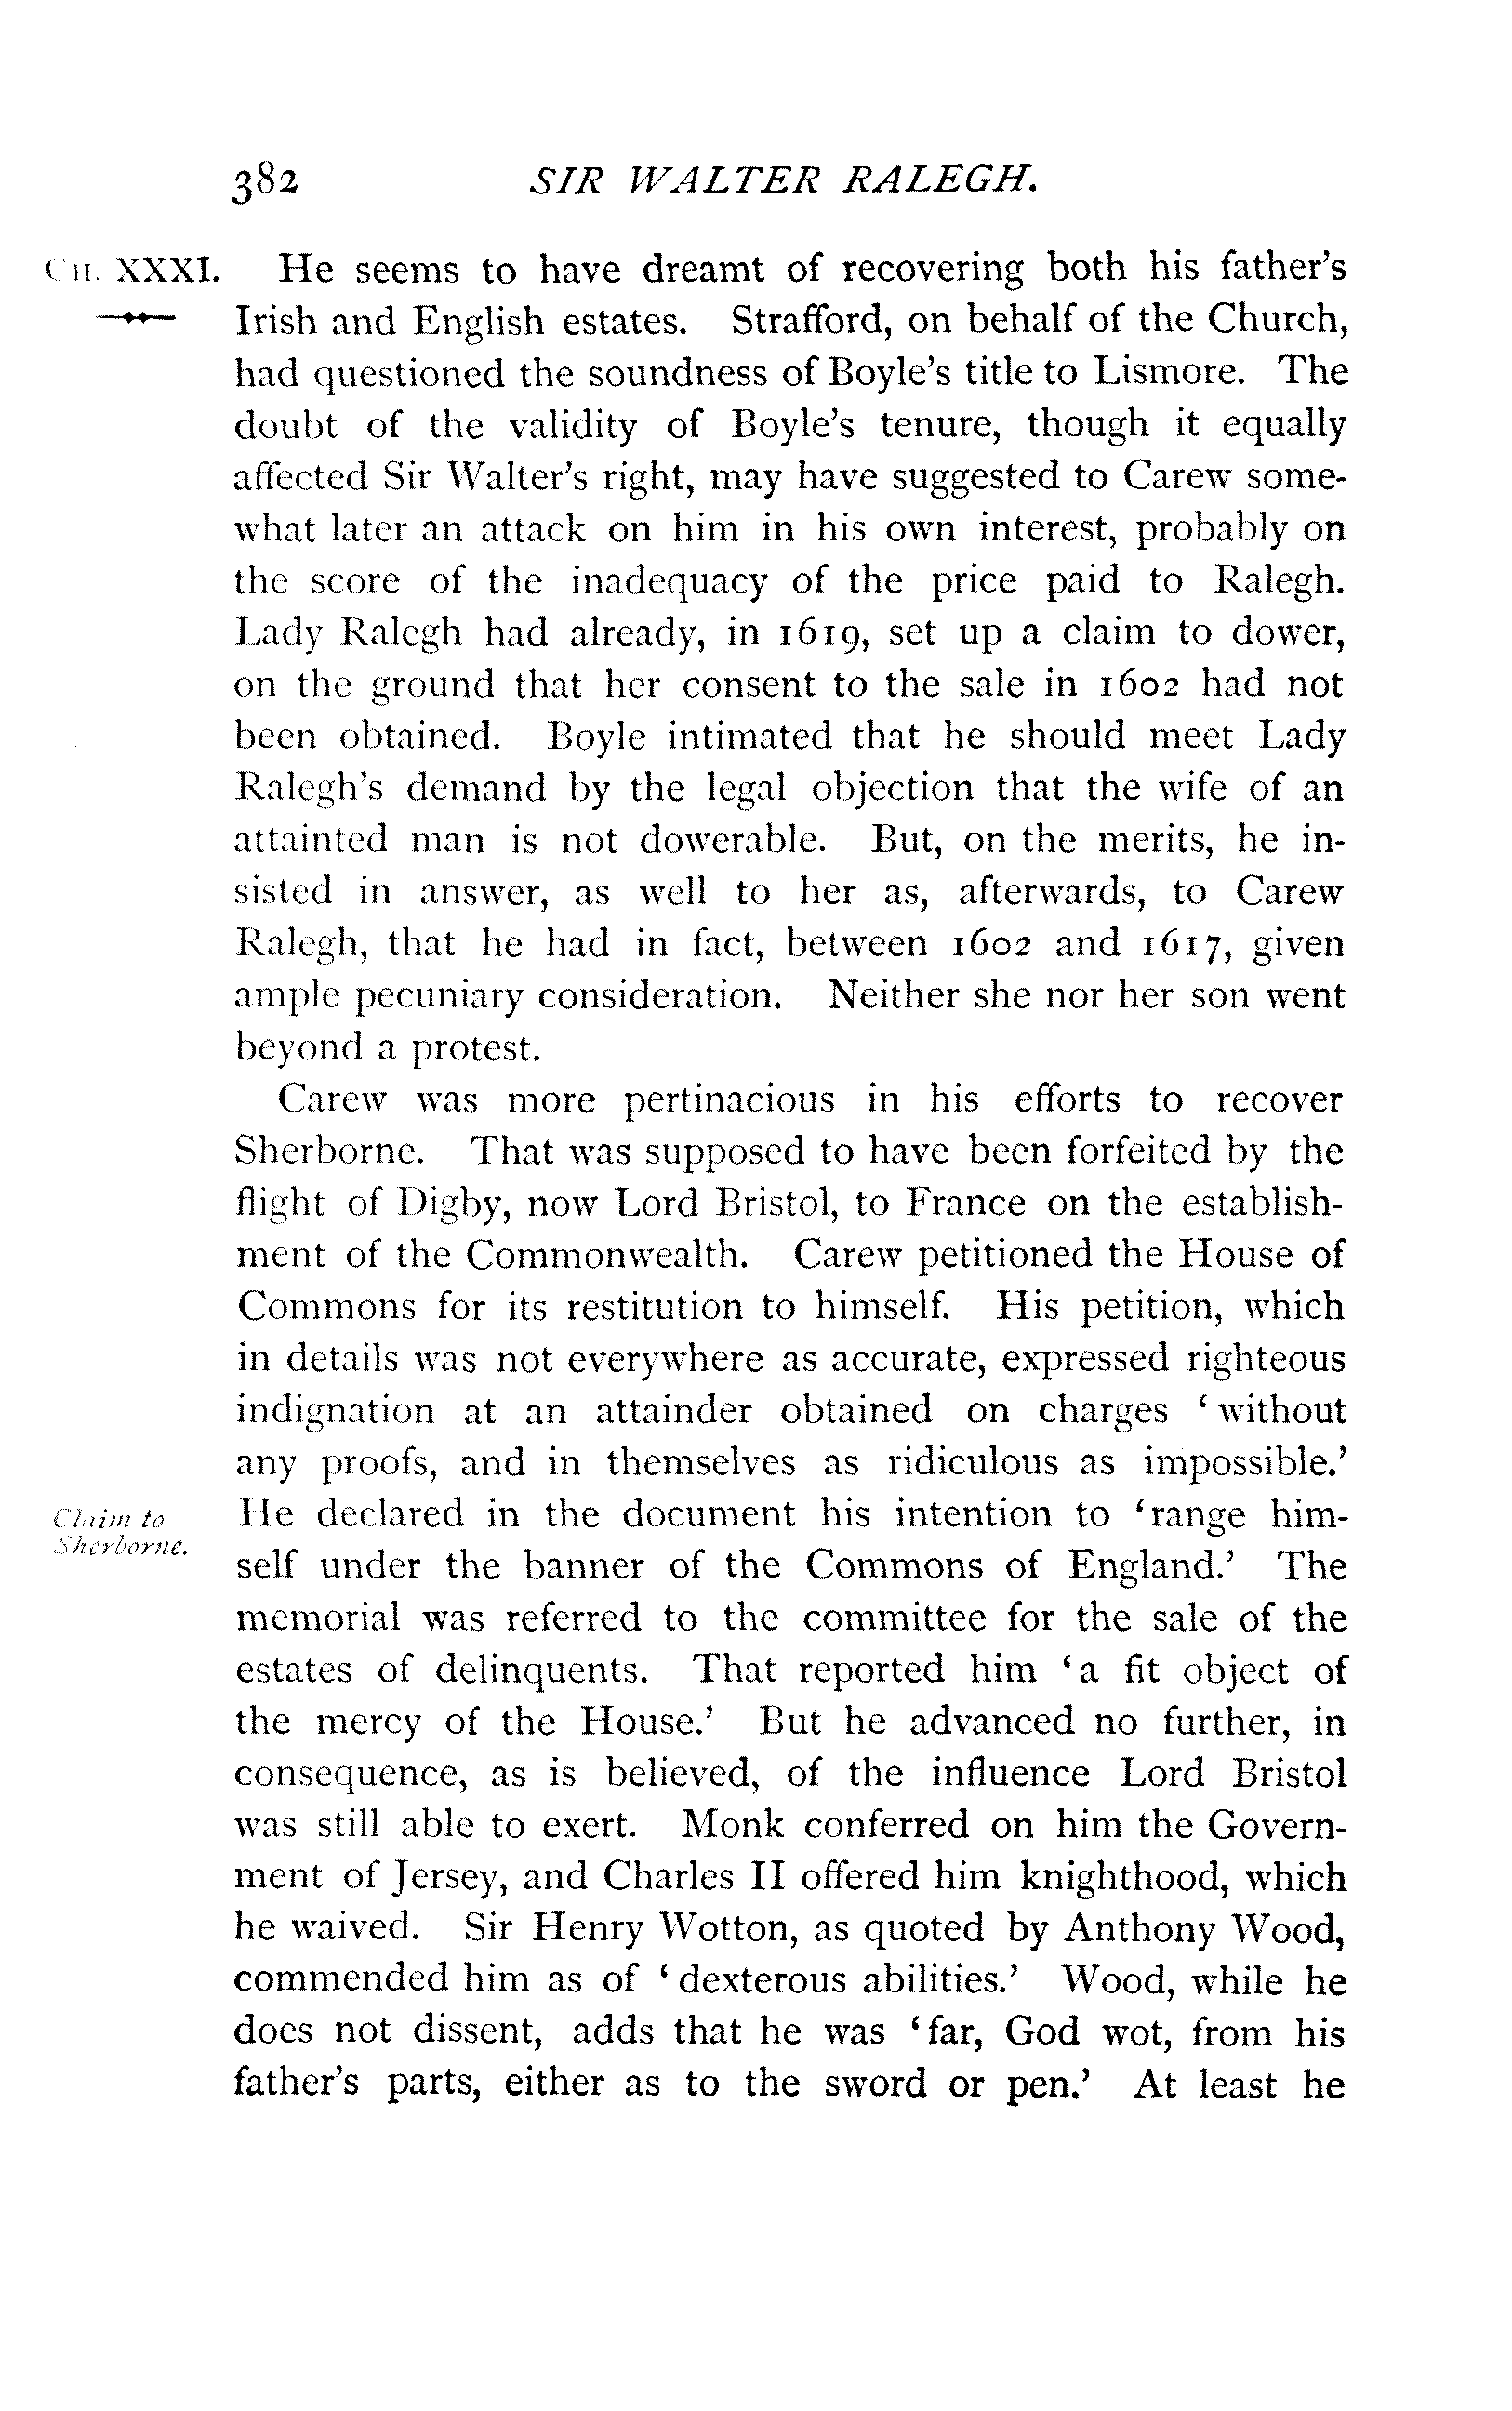 382 SIR WALTER RALEGH.
CH. XXXI. He seems to have dreamt of recovering both his father's
Irish and English estates. Strafford, on behalf of the Church,
had questioned the soundness of Boyle's title to Lismore. The
doubt of the validity of Boyle's tenure, though it equally
affected Sir Walter's right, may have suggested to Carew some-
what later an attack on him in his own interest, probably on
the score of the inadequacy of the price paid to Ralegh.
Lady Ralegh had already, in 1619, set up a claim to dower,
on the ground that her consent to the sale in 1602 had not
been obtained. Boyle intimated that he should meet Lady
Ralegh's demand by the legal objection that the wife of an
attainted man is not dowerable. But, on the merits, he in-
sisted in answer, as well to her as, afterwards, to Carew
Ralegh, that he had in fact, between 1602 and 1617, given
ample pecuniary consideration. Neither she nor her son went
beyond a protest.
Carew was more pertinacious in his efforts to recover
Sherborne. That was supposed to have been forfeited by the
flight of Digby, now Lord Bristol, to France on the establish-
ment of the Commonwealth. Carew petitioned the House of
Commons for its restitution to himself. His petition, which
in details was not everywhere as accurate, expressed righteous
indignation at an attainder obtained on charges ‘without
any proofs, and in themselves as ridiculous as impossible.’
Claim to
Sherborne.
He declared in the document his intention to ‘range him-
self under the banner of the Commons of England.’ The
memorial was referred to the committee for the sale of the
estates of delinquents. That reported him ‘a fit object of
the mercy of the House.’ But he advanced no further, in
consequence, as is believed, of the influence Lord Bristol
was still able to exert. Monk conferred on him the Govern-
ment of Jersey, and Charles II offered him knighthood, which
he waived. Sir Henry Wotton, as quoted by Anthony Wood,
commended him as of ‘dexterous abilities.’ Wood, while he
does not dissent, adds that he was ‘far, God wot, from his
father's parts, either as to the sword or pen.’ At least he